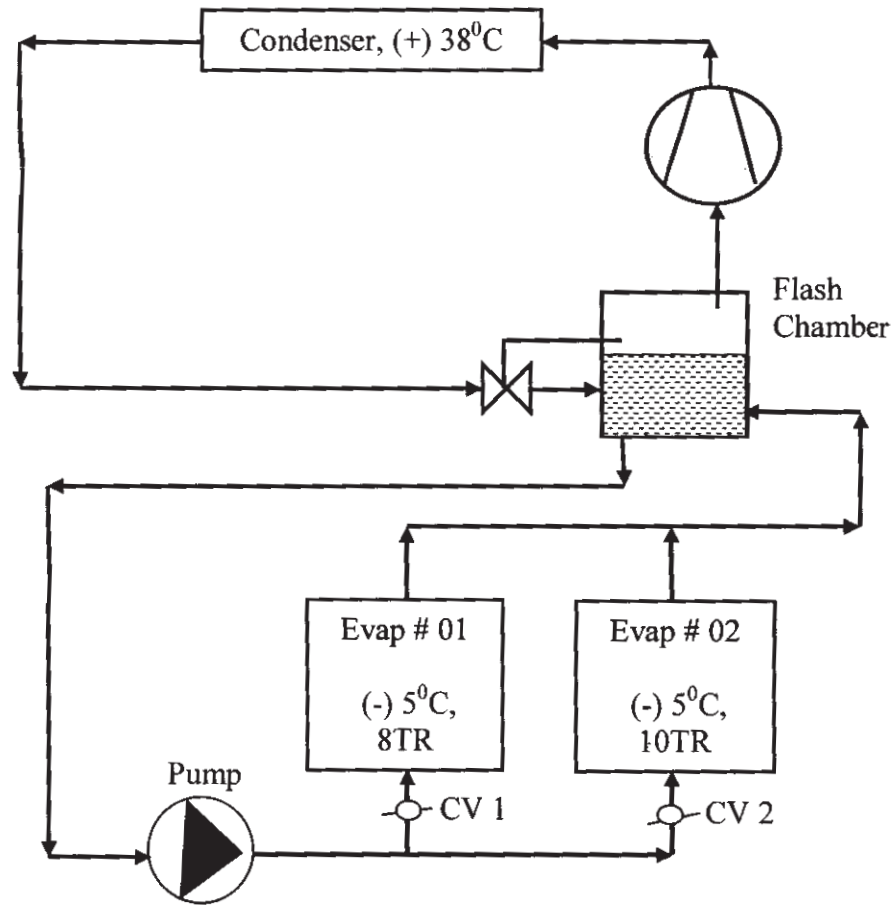 Condenser, (+) 38⁰C
Flash
Chamber
Evap # 01
(-) 5⁰C,
8TR
Evap # 02
(-) 5⁰C,
10TR
Pump
CV 1
CV 2